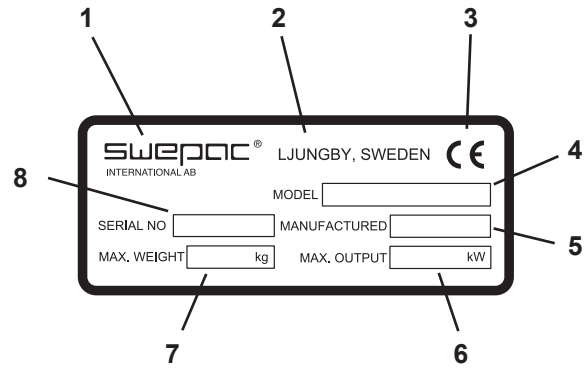 1 2 3
swepac® LJUNGBY, SWEDEN CE
INTERNATIONAL AB
4
MODEL
8
SERIAL NO MANUFACTURED
5
MAX. WEIGHT kg MAX. OUTPUT kW
7 6